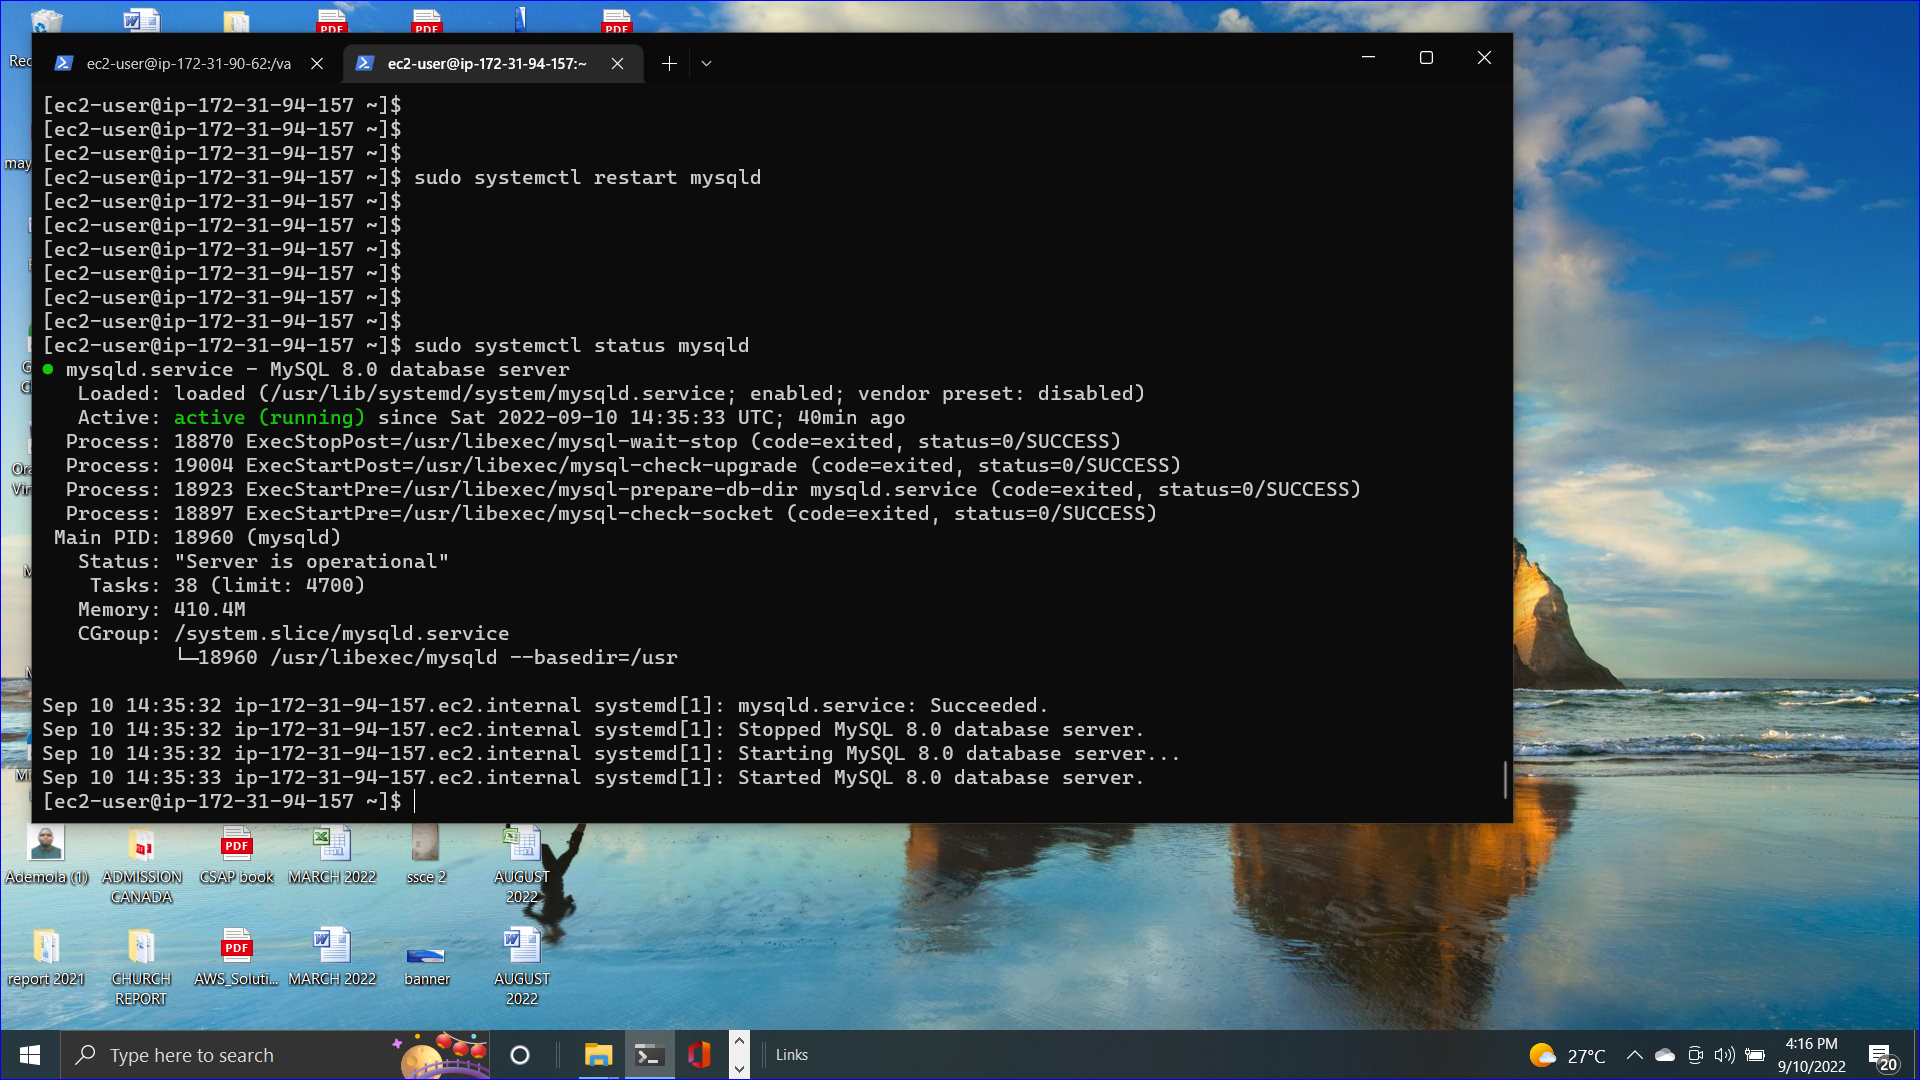 ec2-user@ip-172-31-90-62:/va
ec2-user@ip-172-31-94-157:~
[ec2-user@ip-172-31-94-157 ~]$
[ec2-user@ip-172-31-94-157 ~]$
[ec2-user@ip-172-31-94-157 ~]$
[ec2-user@ip-172-31-94-157 ~]$ sudo systemctl restart mysqld
[ec2-user@ip-172-31-94-157 ~]$
[ec2-user@ip-172-31-94-157 ~]$
[ec2-user@ip-172-31-94-157 ~]$
[ec2-user@ip-172-31-94-157 ~]$
[ec2-user@ip-172-31-94-157 ~]$
[ec2-user@ip-172-31-94-157 ~]$
[ec2-user@ip-172-31-94-157 ~]$ sudo systemctl status mysqld
● mysqld.service - MySQL 8.0 database server
Loaded: loaded (/usr/lib/systemd/system/mysqld.service; enabled; vendor preset: disabled)
Active: active (running) since Sat 2022-09-10 14:35:33 UTC; 40min ago
Process: 18870 ExecStopPost=/usr/libexec/mysql-wait-stop (code=exited, status=0/SUCCESS)
Process: 19004 ExecStartPost=/usr/libexec/mysql-check-upgrade (code=exited, status=0/SUCCESS)
Process: 18923 ExecStartPre=/usr/libexec/mysql-prepare-db-dir mysqld.service (code=exited, status=0/SUCCESS)
Process: 18897 ExecStartPre=/usr/libexec/mysql-check-socket (code=exited, status=0/SUCCESS)
Main PID: 18960 (mysqld)
Status: "Server is operational"
Tasks: 38 (limit: 4700)
Memory: 410.4M
CGroup: /system.slice/mysqld.service
└─18960 /usr/libexec/mysqld --basedir=/usr
Sep 10 14:35:32 ip-172-31-94-157.ec2.internal systemd[1]: mysqld.service: Succeeded.
Sep 10 14:35:32 ip-172-31-94-157.ec2.internal systemd[1]: Stopped MySQL 8.0 database server.
Sep 10 14:35:32 ip-172-31-94-157.ec2.internal systemd[1]: Starting MySQL 8.0 database server...
Sep 10 14:35:33 ip-172-31-94-157.ec2.internal systemd[1]: Started MySQL 8.0 database server.
[ec2-user@ip-172-31-94-157 ~]$
PDF
PDF
PDF
Rec
may
Ora
PDF
Ademola (1)
ADMISSION
CANADA
CSAP book
MARCH 2022
ssce 2
AUGUST
2022
PDF
report 2021
CHURCH
REPORT
AWS_Soluti...
MARCH 2022
banner
AUGUST
2022
Type here to search
Links
27°C
4:16 PM
9/10/2022
20